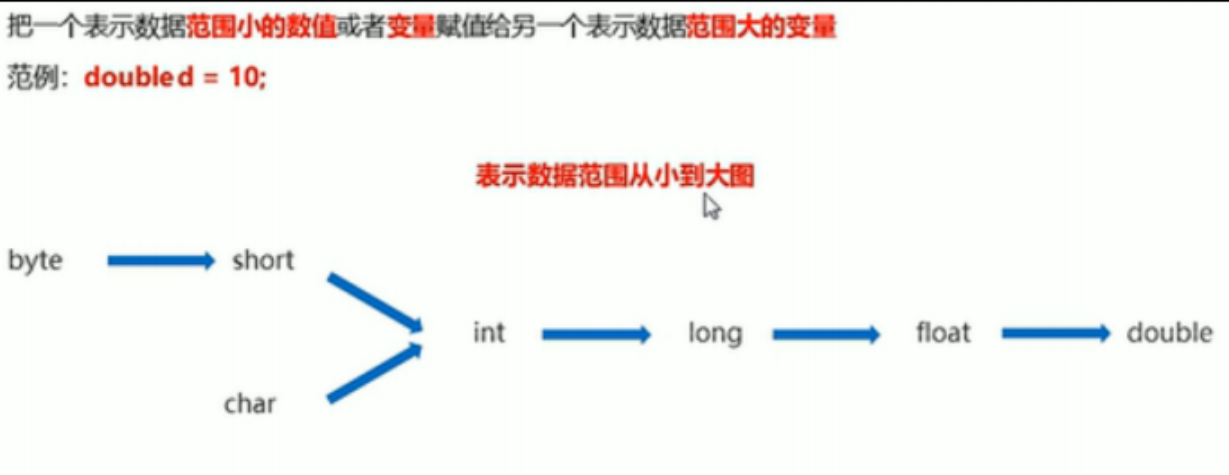 把一个表示数据范围小的数值或者变量赋值给另一个表示数据范围大的变量
范例：double d = 10;
表示数据范围从小到大图
byte
short
int
long
float
double
char